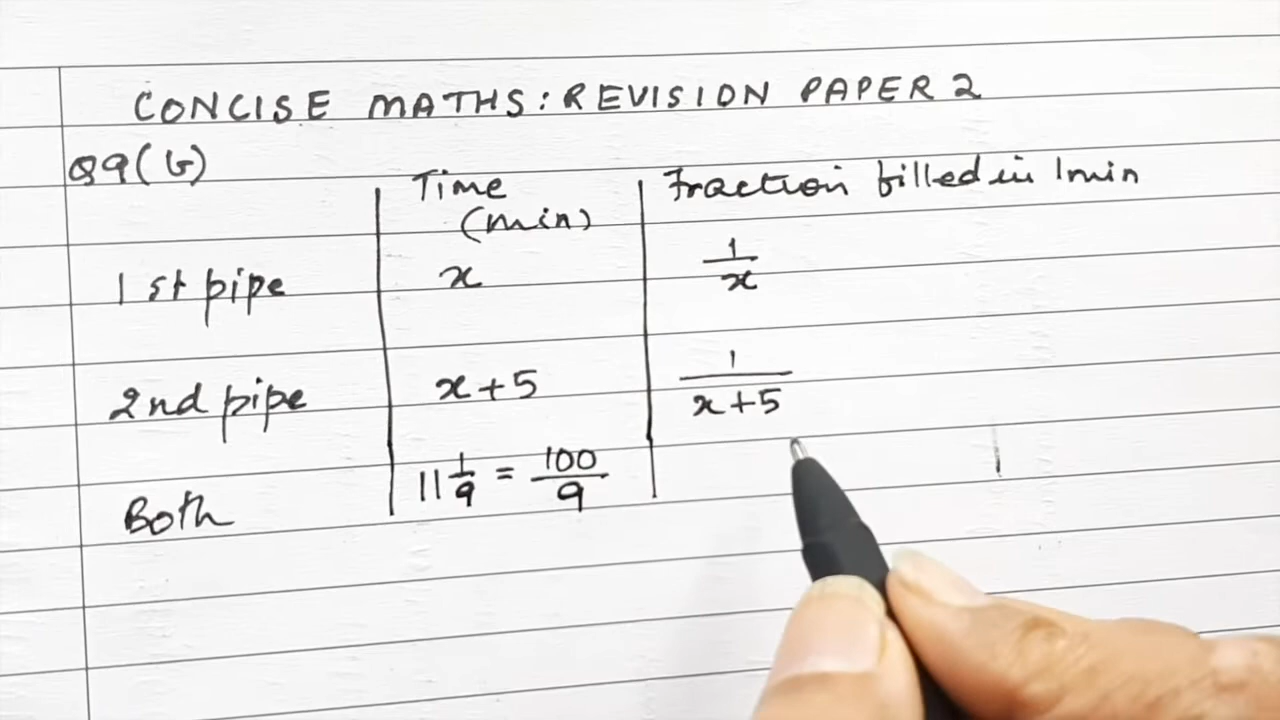 CONCISE MATHS: REVISION PAPER 2
Q9(b)
Time (min)
Fraction filled in 1min
1st pipe x 1/x
2nd pipe x+5 1/(x+5)
Both 11 1/9 = 100/9